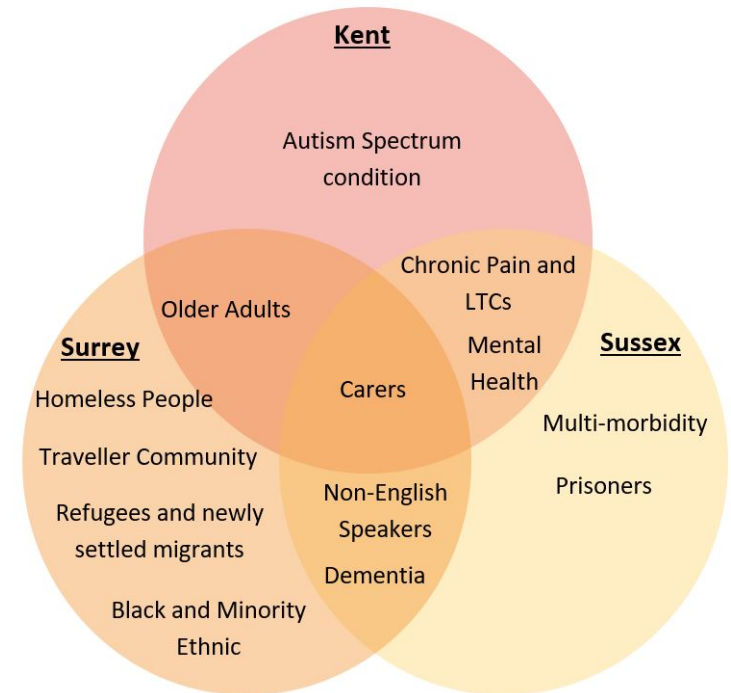 Kent
Autism Spectrum
condition
Chronic Pain and
LTCs
Mental
Health
Older Adults
Surrey
Sussex
Homeless People
Carers
Multi-morbidity
Traveller Community
Prisoners
Non-English
Speakers
Refugees and newly
settled migrants
Dementia
Black and Minority
Ethnic